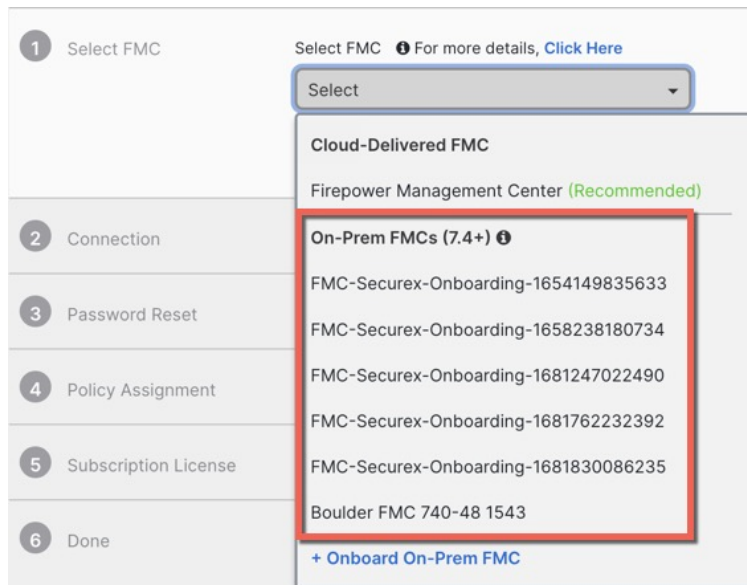 1 Select FMC
Select FMC For more details, Click Here
Select
Cloud-Delivered FMC
Firepower Management Center (Recommended)
On-Prem FMCs (7.4+)
FMC-Securex-Onboarding-1654149835633
FMC-Securex-Onboarding-1658238180734
FMC-Securex-Onboarding-1681247022490
FMC-Securex-Onboarding-1681762232392
FMC-Securex-Onboarding-1681830086235
Boulder FMC 740-48 1543
+ Onboard On-Prem FMC
2 Connection
3 Password Reset
4 Policy Assignment
5 Subscription License
6 Done